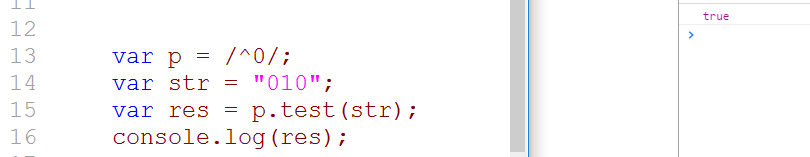 11
12
13 var p = /^0/;
14 var str = "010";
15 var res = p.test(str);
16 console.log(res);
true
>